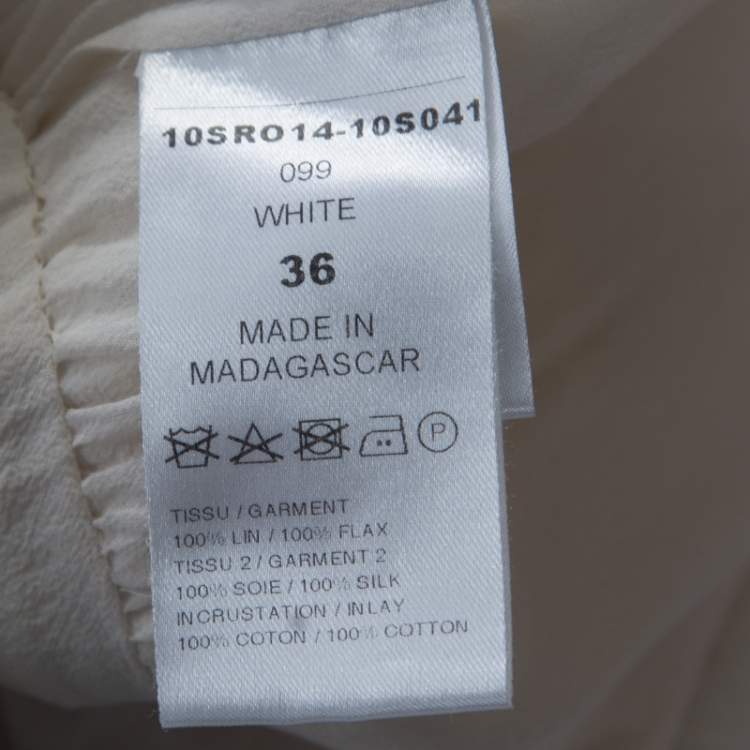 10SRO14-10S041
099
WHITE
36
MADE IN
MADAGASCAR
P
TISSU / GARMENT
100% LIN / 100% FLAX
TISSU 2 / GARMENT 2
100% SOIE / 100% SILK
INCRUSTATION / INLAY
100% COTON / 100% COTTON